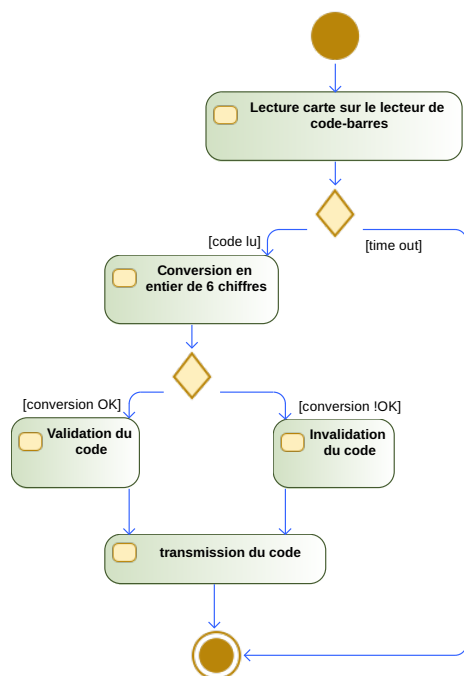 Lecture carte sur le lecteur de
code-barres
[code lu]
[time out]
Conversion en
entier de 6 chiffres
[conversion OK]
[conversion !OK]
Validation du
code
Invalidation
du code
transmission du code